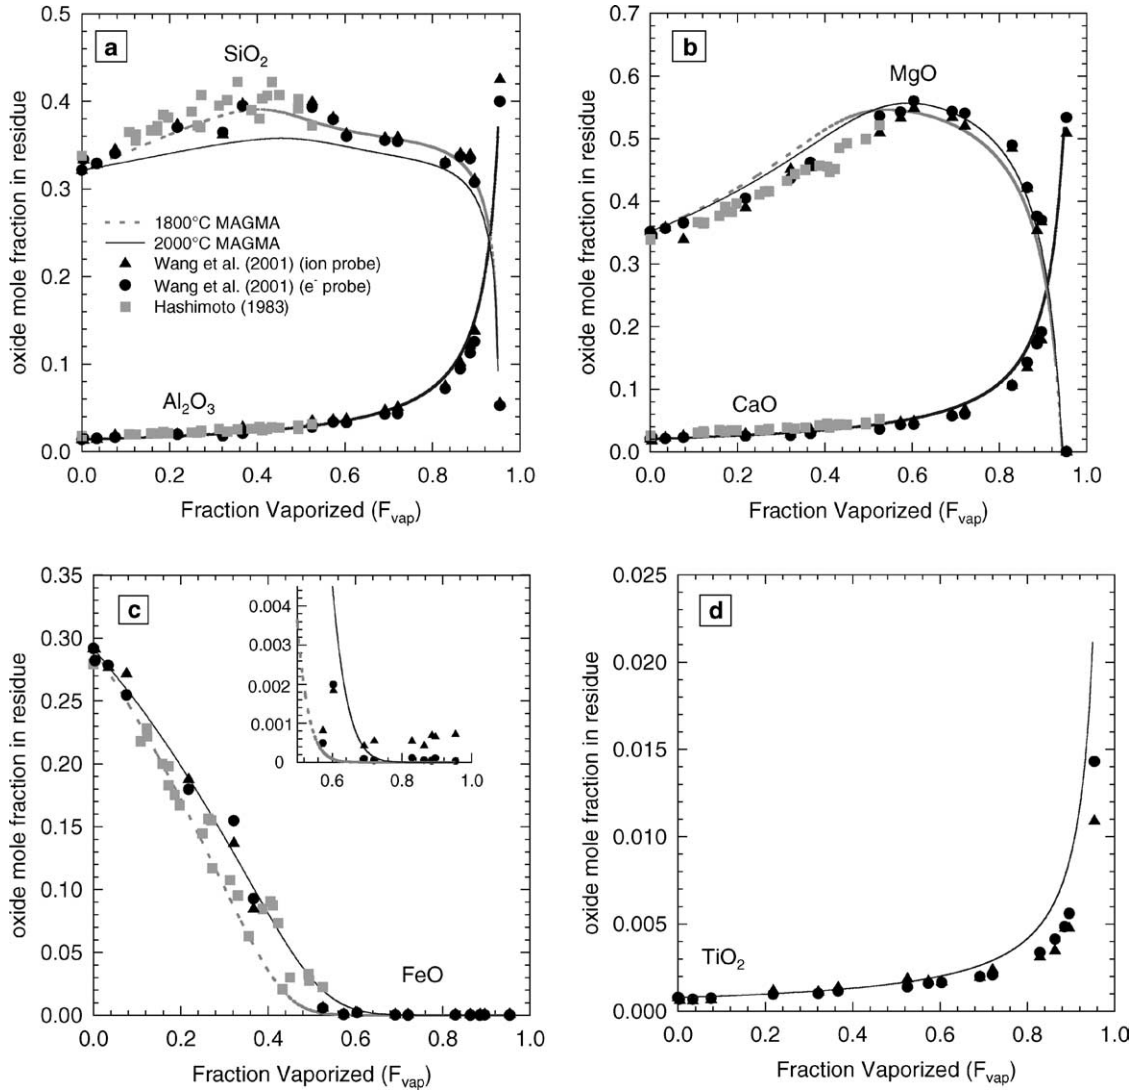 a
SiO2
1800°C MAGMA
2000°C MAGMA
Wang et al. (2001) (ion probe)
Wang et al. (2001) (e- probe)
Hashimoto (1983)
Al2O3
oxide mole fraction in residue
0.5
0.4
0.3
0.2
0.1
0.0
0.0 0.2 0.4 0.6 0.8 1.0
Fraction Vaporized (Fvap)
b
MgO
CaO
oxide mole fraction in residue
0.7
0.6
0.5
0.4
0.3
0.2
0.1
0.0
0.0 0.2 0.4 0.6 0.8 1.0
Fraction Vaporized (Fvap)
c
0.004
0.003
0.002
0.001
0
0.6 0.8 1.0
FeO
oxide mole fraction in residue
0.35
0.30
0.25
0.20
0.15
0.10
0.05
0.00
0.0 0.2 0.4 0.6 0.8 1.0
Fraction Vaporized (Fvap)
d
TiO2
oxide mole fraction in residue
0.025
0.020
0.015
0.010
0.005
0.000
0.0 0.2 0.4 0.6 0.8 1.0
Fraction Vaporized (Fvap)